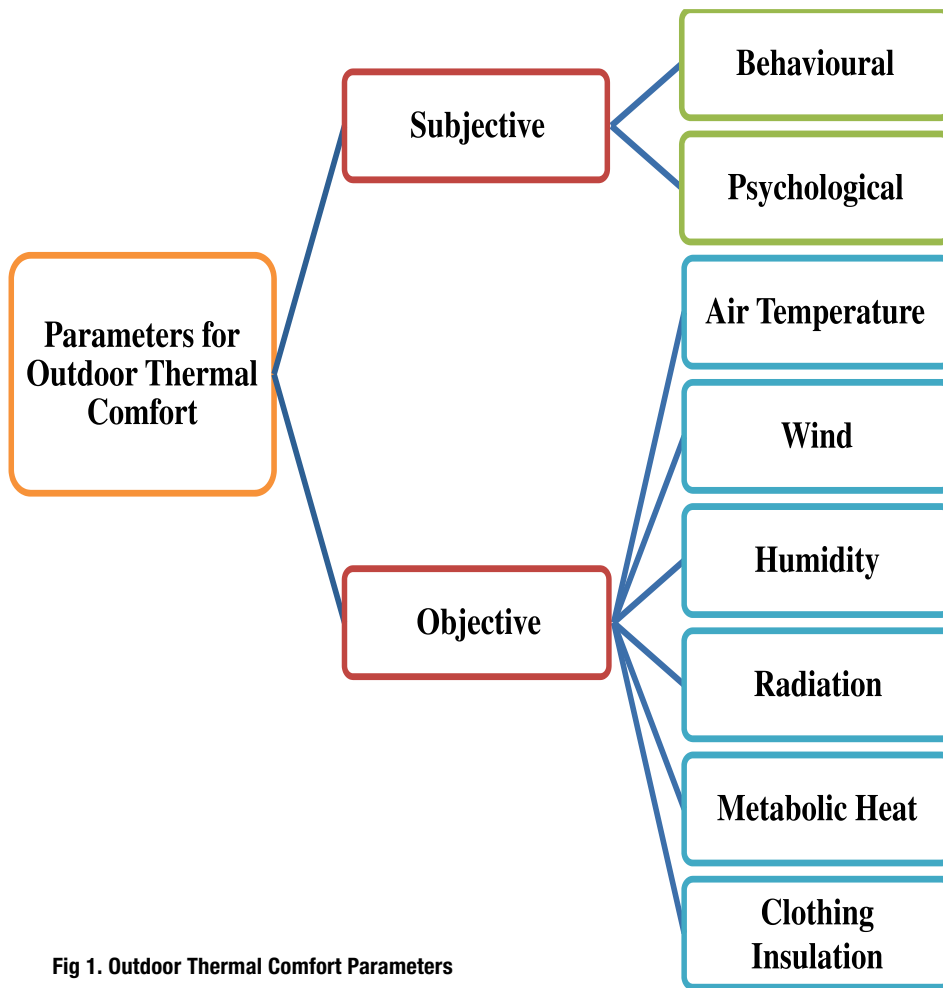 Behavioural
Subjective
Psychological
Parameters for
Outdoor Thermal
Comfort
Air Temperature
Wind
Humidity
Objective
Radiation
Metabolic Heat
Clothing
Insulation
Fig 1. Outdoor Thermal Comfort Parameters